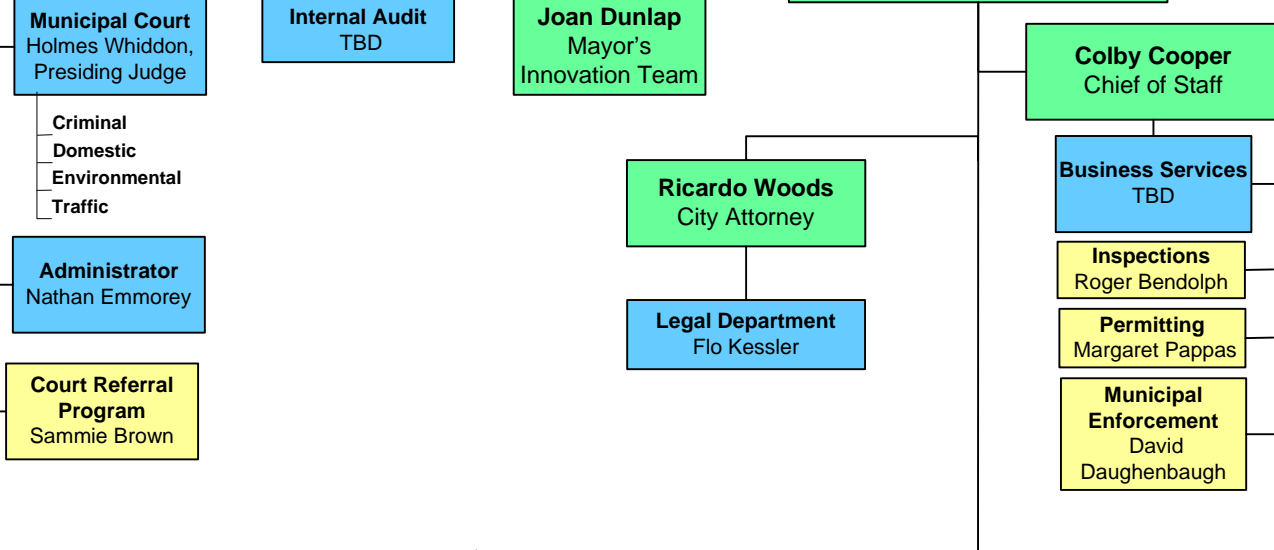 Municipal Court
Holmes Whiddon,
Presiding Judge
Criminal
Domestic
Environmental
Traffic
Administrator
Nathan Emmorey
Court Referral
Program
Sammie Brown
Internal Audit
TBD
Joan Dunlap
Mayor's
Innovation Team
Ricardo Woods
City Attorney
Legal Department
Flo Kessler
Colby Cooper
Chief of Staff
Business Services
TBD
Inspections
Roger Bendolph
Permitting
Margaret Pappas
Municipal
Enforcement
David
Daughenbaugh